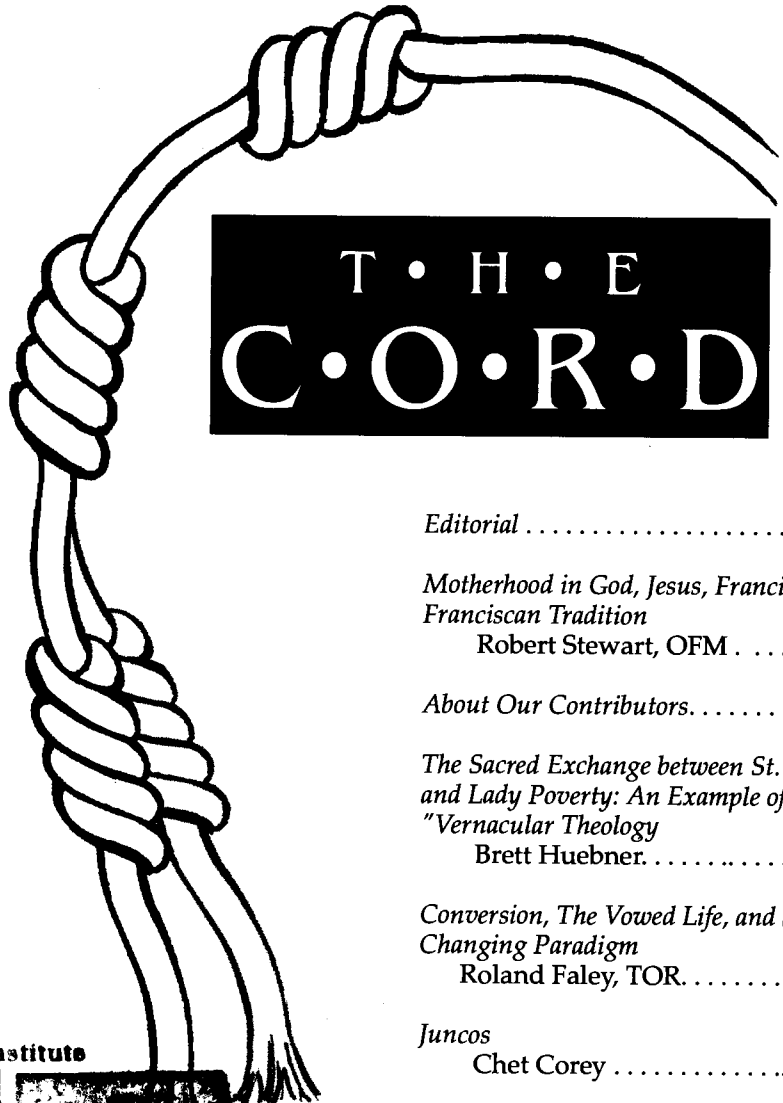 T • H • E
C • O • R • D
Editorial . . . . . . . . . . . . . . . . . . . .
Motherhood in God, Jesus,
Franciscan Tradition
Robert Stewart, OFM . . . .
About Our Contributors. . . . . . .
The Sacred Exchange between St.
and Lady Poverty: An Example of
"Vernacular Theology
Brett Huebner. . . . . . . . . . .
Conversion, The Vowed Life, and
Changing Paradigm
Roland Faley, TOR. . . . . . . .
Juncos
Chet Corey . . . . . . . . . . . . . .